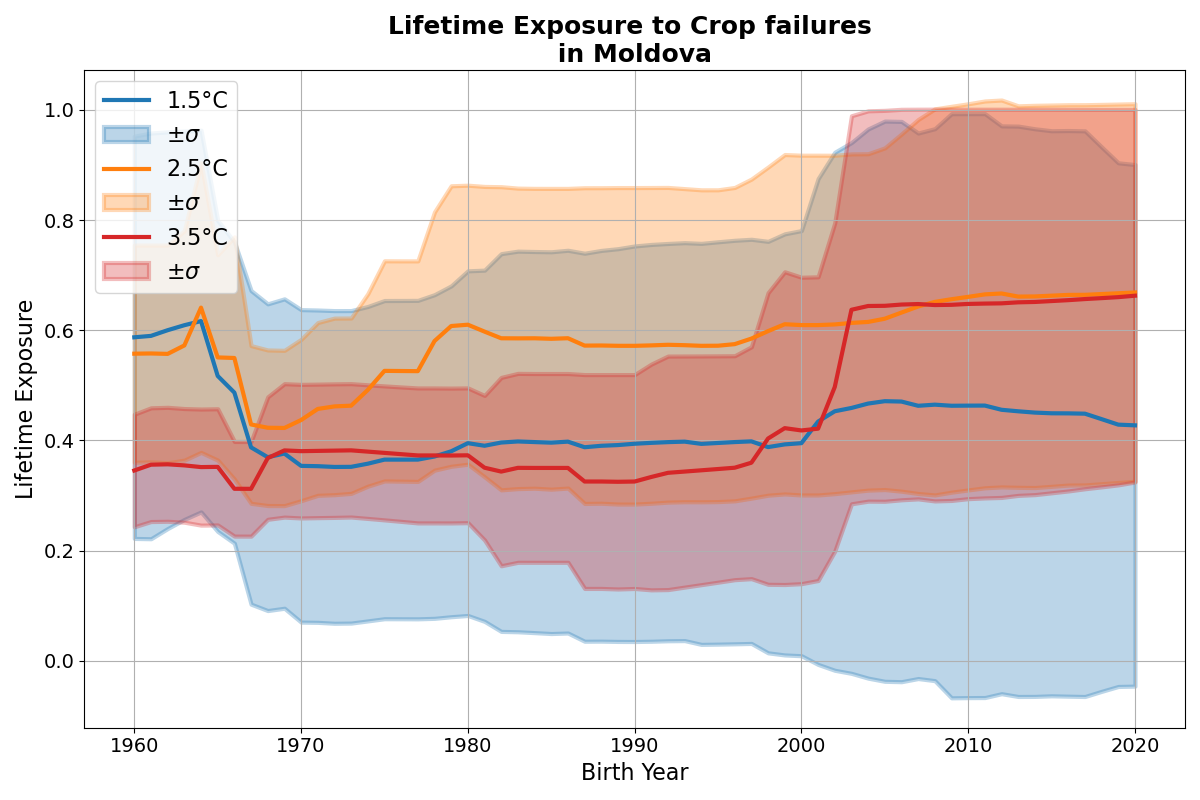 Lifetime Exposure to Crop failures
in Moldova
1.5°C
±σ
2.5°C
±σ
3.5°C
±σ
Lifetime Exposure
1.0
0.8
0.6
0.4
0.2
0.0
1960 1970 1980 1990 2000 2010 2020
Birth Year